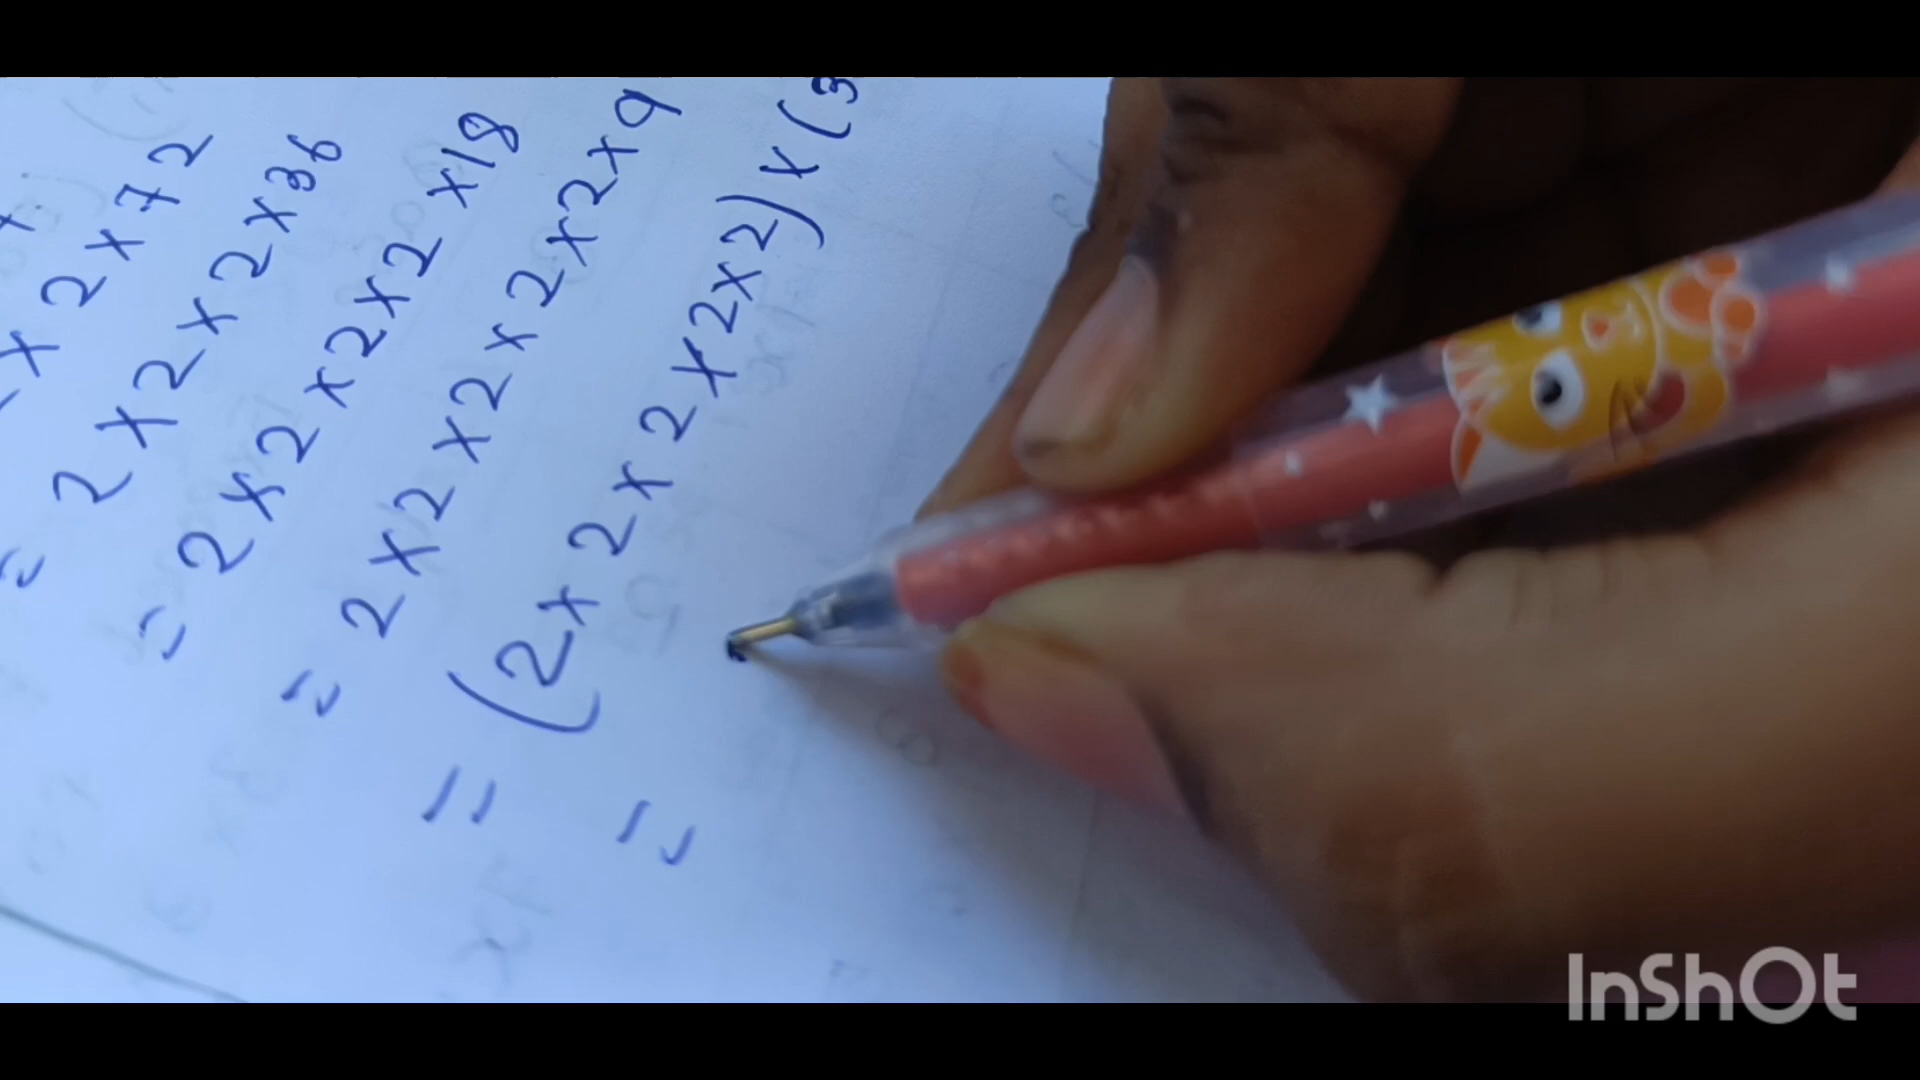 × 2 × 72
= 2 × 2 × 2 × 36
= 2 × 2 × 2 × 2 × 18
= 2 × 2 × 2 × 2 × 2 × 9
= (2 × 2 × 2 × 2 × 2) × (3
=
InShOt